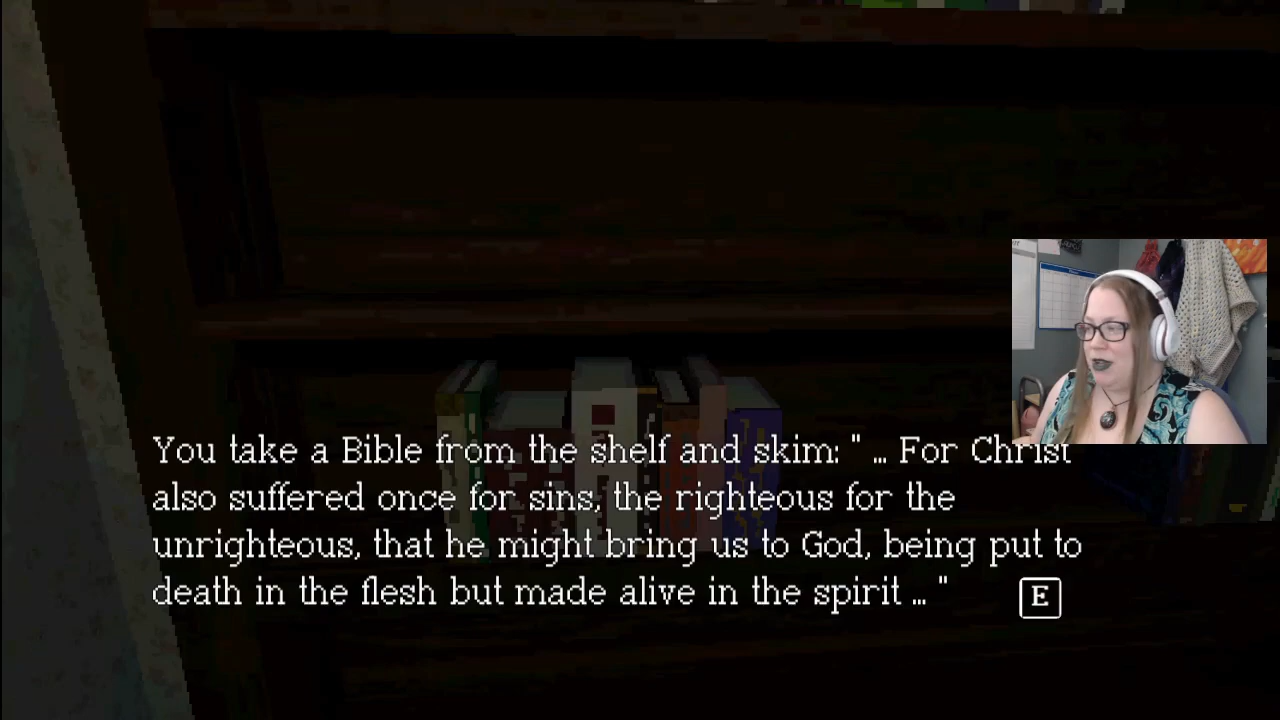 You take a Bible from the shelf and skim: " ... For Christ
also suffered once for sins, the righteous for the
unrighteous, that he might bring us to God, being put to
death in the flesh but made alive in the spirit ... "
E